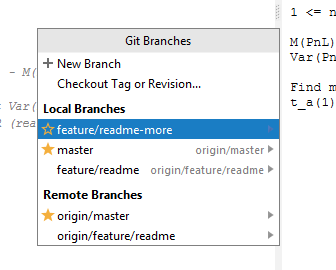 1 <= n
Git Branches
New Branch
Checkout Tag or Revision...
Local Branches
feature/readme-more
master origin/master
feature/readme origin/feature/readme
Remote Branches
origin/master
origin/feature/readme
- M(
Var(
(rea
M(PnL)
Var(Pn
Find m
t_a(1)